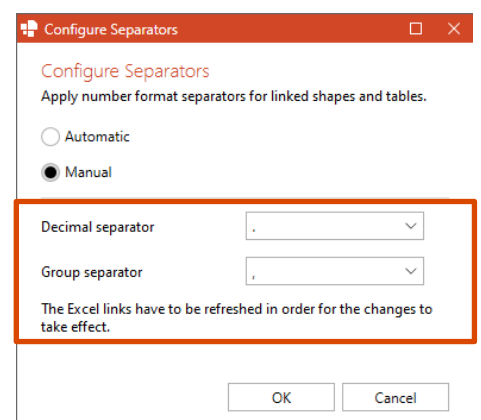 Configure Separators
Configure Separators
Apply number format separators for linked shapes and tables.
Automatic
Manual
Decimal separator .
Group separator ,
The Excel links have to be refreshed in order for the changes to
take effect.
OK Cancel